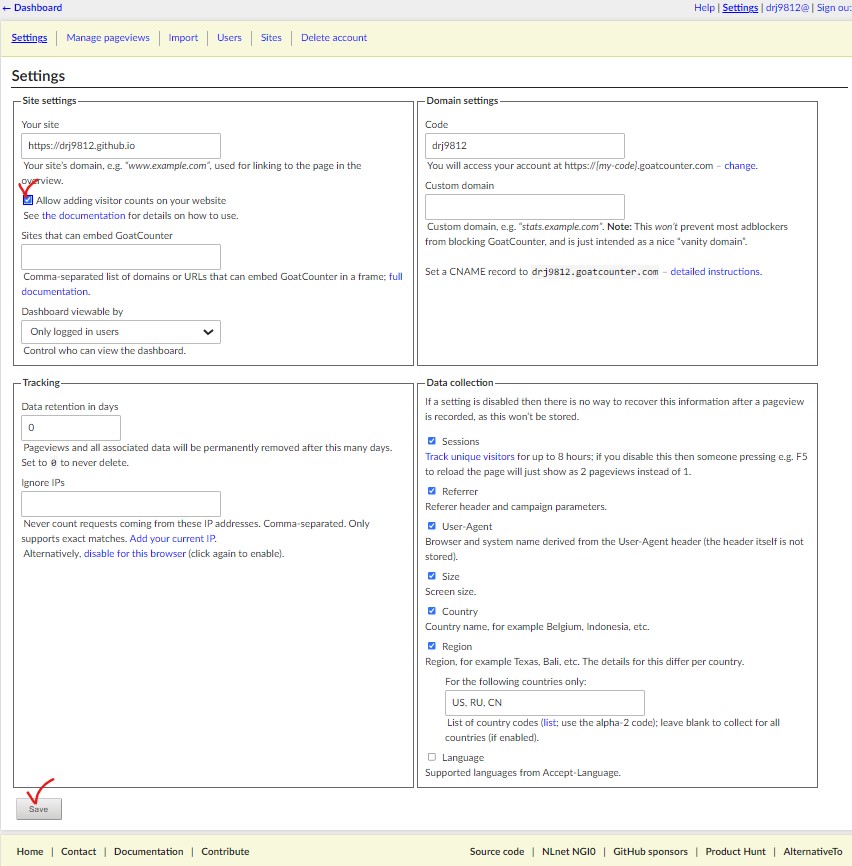 ← Dashboard
Help | Settings | drj9812@ | Sign out
Settings | Manage pageviews | Import | Users | Sites | Delete account
Settings
Site settings
Your site
https://drj9812.github.io
Your site's domain, e.g. "www.example.com", used for linking to the page in the
overview.
Allow adding visitor counts on your website
See the documentation for details on how to use.
Sites that can embed GoatCounter
Comma-separated list of domains or URLs that can embed GoatCounter in a frame; full
documentation.
Dashboard viewable by
Only logged in users
Control who can view the dashboard.
Domain settings
Code
drj9812
You will access your account at https://[my-code].goatcounter.com – change.
Custom domain
Custom domain, e.g. "stats.example.com". Note: This won't prevent most adblockers
from blocking GoatCounter, and is just intended as a nice "vanity domain".
Set a CNAME record to drj9812.goatcounter.com – detailed instructions.
Tracking
Data retention in days
0
Pageviews and all associated data will be permanently removed after this many days.
Set to 0 to never delete.
Ignore IPs
Never count requests coming from these IP addresses. Comma-separated. Only
supports exact matches. Add your current IP.
Alternatively, disable for this browser (click again to enable).
Data collection
If a setting is disabled then there is no way to recover this information after a pageview
is recorded, as this won't be stored.
Sessions
Track unique visitors for up to 8 hours; if you disable this then someone pressing e.g. F5
to reload the page will just show as 2 pageviews instead of 1.
Referrer
Referer header and campaign parameters.
User-Agent
Browser and system name derived from the User-Agent header (the header itself is not
stored).
Size
Screen size.
Country
Country name, for example Belgium, Indonesia, etc.
Region
Region, for example Texas, Bali, etc. The details for this differ per country.
For the following countries only:
US, RU, CN
List of country codes (list; use the alpha-2 code); leave blank to collect for all
countries (if enabled).
Language
Supported languages from Accept-Language.
Save
Home | Contact | Documentation | Contribute
Source code | NLnet NGI0 | GitHub sponsors | Product Hunt | AlternativeTo